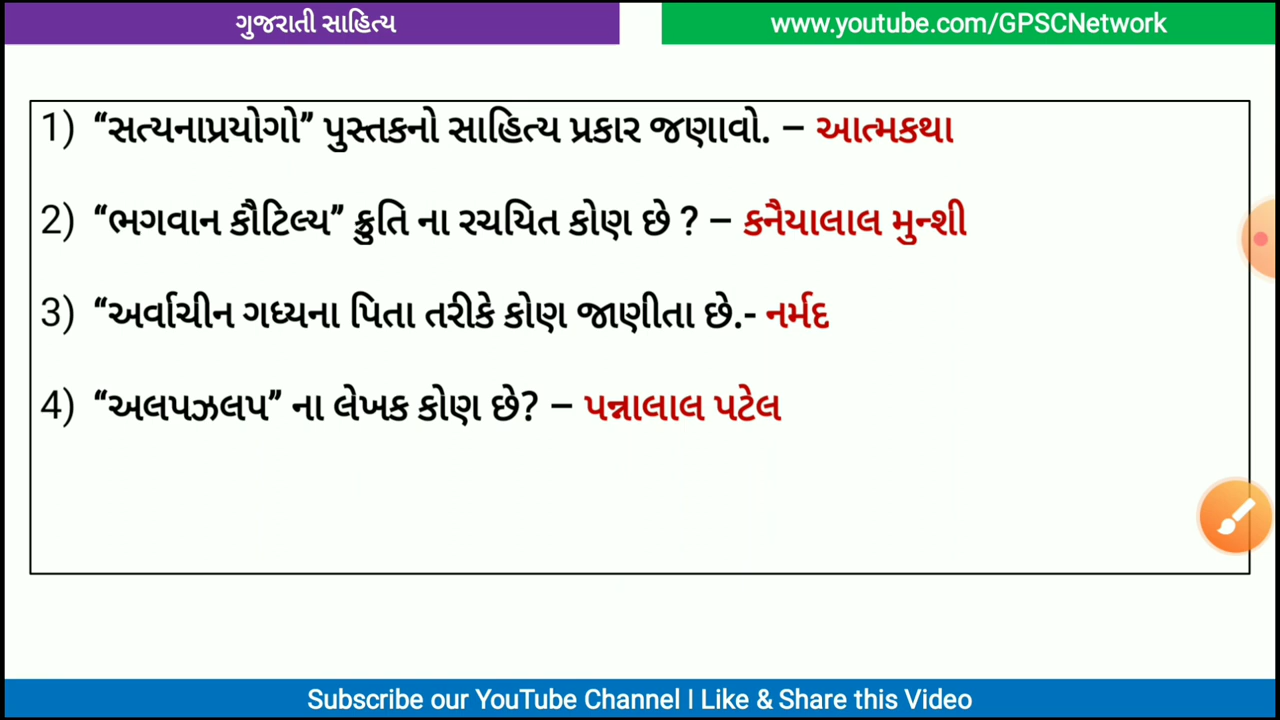 ગુજરાતી સાહિત્ય
www.youtube.com/GPSCNetwork
1) “સત્યનાપ્રયોગો” પુસ્તકનો સાહિત્ય પ્રકાર જણાવો. – આત્મકથા
2) “ભગવાન કૌટિલ્ય” ક્રુતિ ના રચયિત કોણ છે ? – કનૈયાલાલ મુન્શી
3) “અર્વાચીન ગધ્યના પિતા તરીકે કોણ જાણીતા છે.- નર્મદ
4) “અલપઝલપ” ના લેખક કોણ છે? – પન્નાલાલ પટેલ
Subscribe our YouTube Channel I Like & Share this Video